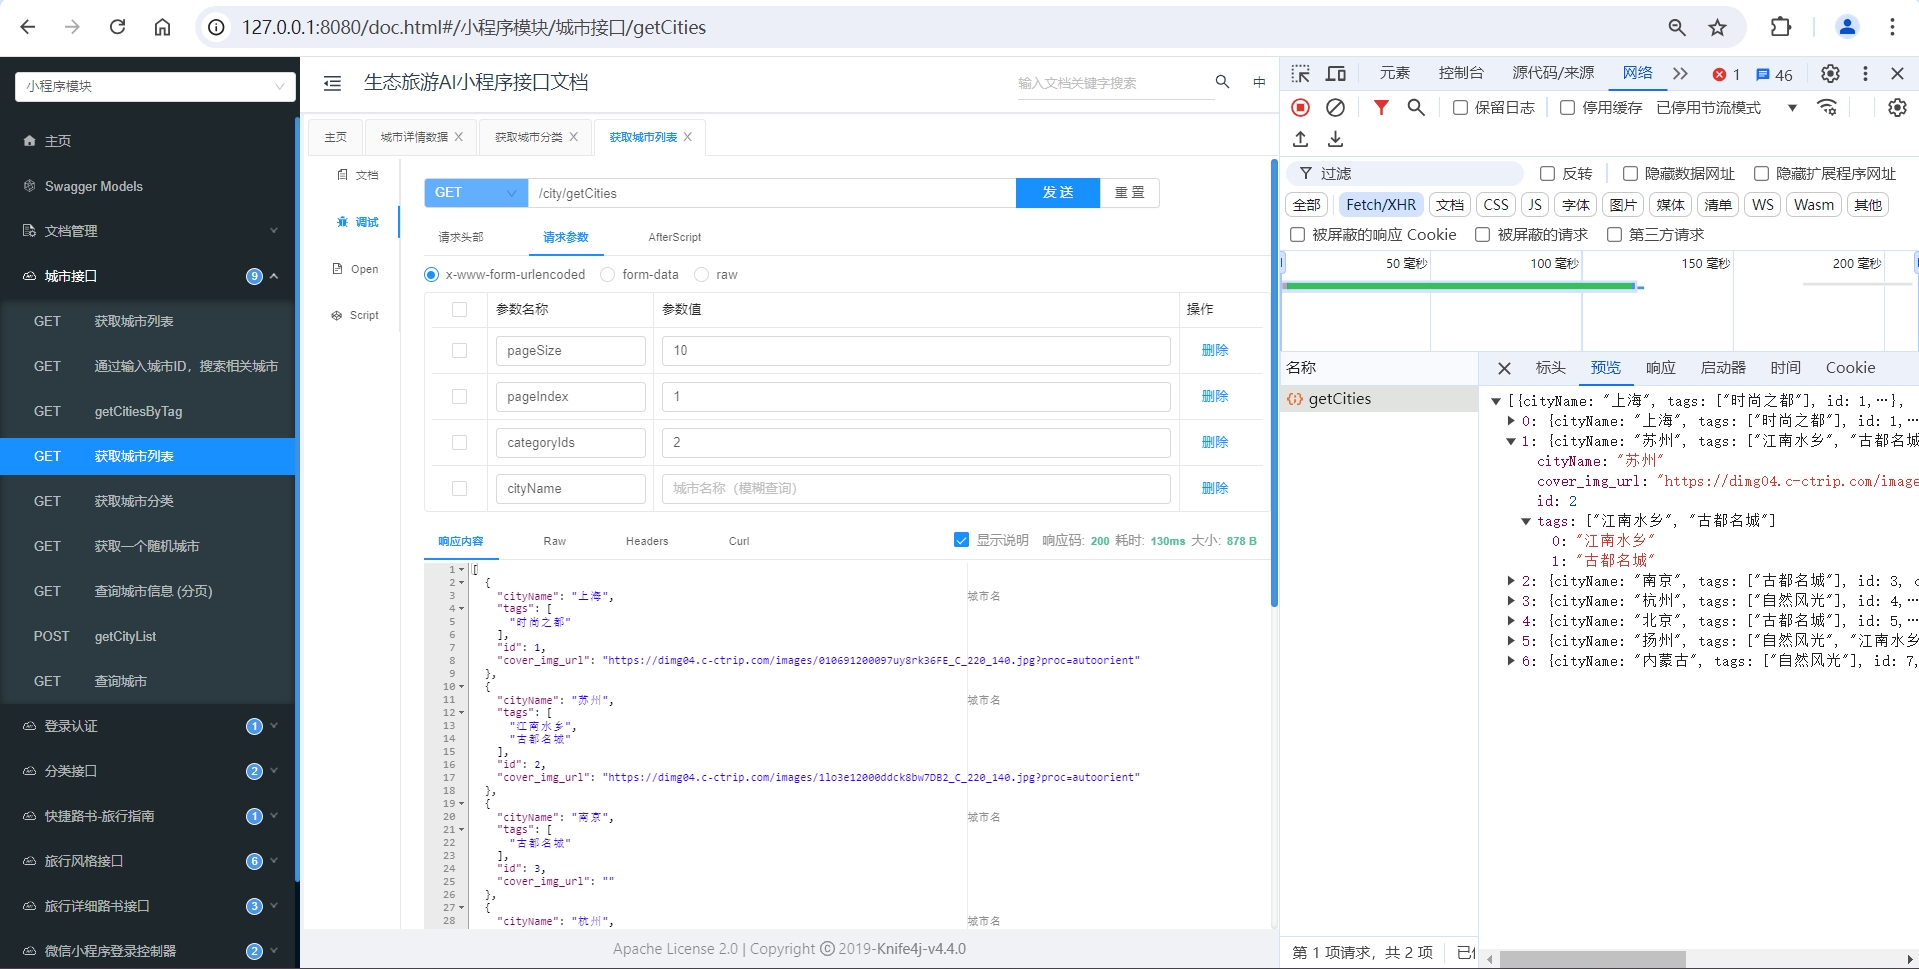 127.0.0.1:8080/doc.html#/小程序模块/城市接口/getCities
小程序模块
主页
Swagger Models
文档管理
城市接口
9
GET 获取城市列表
GET 通过输入城市ID，搜索相关城市
GET getCitiesByTag
GET 获取城市列表
GET 获取城市分类
GET 获取一个随机城市
GET 查询城市信息 (分页)
POST getCityList
GET 查询城市
登录认证 1
分类接口 2
快捷路书-旅行指南 1
旅行风格接口 6
旅行详细路书接口 3
微信小程序登录控制器 2
生态旅游AI小程序接口文档
输入文档关键字搜索
中
主页 城市详情数据 获取城市分类 获取城市列表
文档
调试
Open
Script
GET /city/getCities 发 送 重 置
请求头部 请求参数 AfterScript
x-www-form-urlencoded form-data raw
参数名称 参数值 操作
pageSize 10 删除
pageIndex 1 删除
categoryIds 2 删除
cityName 城市名称（模糊查询） 删除
响应内容 Raw Headers Curl 显示说明 响应码: 200 耗时: 130ms 大小: 878 B
1 [
2 {
3 "cityName": "上海", 城市名
4 "tags": [
5 "时尚之都"
6 ],
7 "id": 1,
8 "cover_img_url": "https://dimg04.c-ctrip.com/images/010691200097uy8rk36FE_C_220_140.jpg?proc=autoorient"
9 },
10 {
11 "cityName": "苏州", 城市名
12 "tags": [
13 "江南水乡",
14 "古都名城"
15 ],
16 "id": 2,
17 "cover_img_url": "https://dimg04.c-ctrip.com/images/1lo3e12000ddck8bw7DB2_C_220_140.jpg?proc=autoorient"
18 },
19 {
20 "cityName": "南京", 城市名
21 "tags": [
22 "古都名城"
23 ],
24 "id": 3,
25 "cover_img_url": ""
26 },
27 {
28 "cityName": "杭州", 城市名
Apache License 2.0 | Copyright ⓒ 2019-Knife4j-v4.4.0
元素 控制台 源代码/来源 网络 1 46
保留日志 停用缓存 已停用节流模式
过滤 反转 隐藏数据网址 隐藏扩展程序网址
全部 Fetch/XHR 文档 CSS JS 字体 图片 媒体 清单 WS Wasm 其他
被屏蔽的响应 Cookie 被屏蔽的请求 第三方请求
50 毫秒 100 毫秒 150 毫秒 200 毫秒
名称
getCities
标头 预览 响应 启动器 时间 Cookie
[{cityName: "上海", tags: ["时尚之都"], id: 1,…},
0: {cityName: "上海", tags: ["时尚之都"], id: 1,…
1: {cityName: "苏州", tags: ["江南水乡", "古都名城
cityName: "苏州"
cover_img_url: "https://dimg04.c-ctrip.com/image
id: 2
tags: ["江南水乡", "古都名城"]
0: "江南水乡"
1: "古都名城"
2: {cityName: "南京", tags: ["古都名城"], id: 3, c
3: {cityName: "杭州", tags: ["自然风光"], id: 4,…
4: {cityName: "北京", tags: ["古都名城"], id: 5,…
5: {cityName: "扬州", tags: ["自然风光", "江南水乡
6: {cityName: "内蒙古", tags: ["自然风光"], id: 7,
第 1 项请求，共 2 项